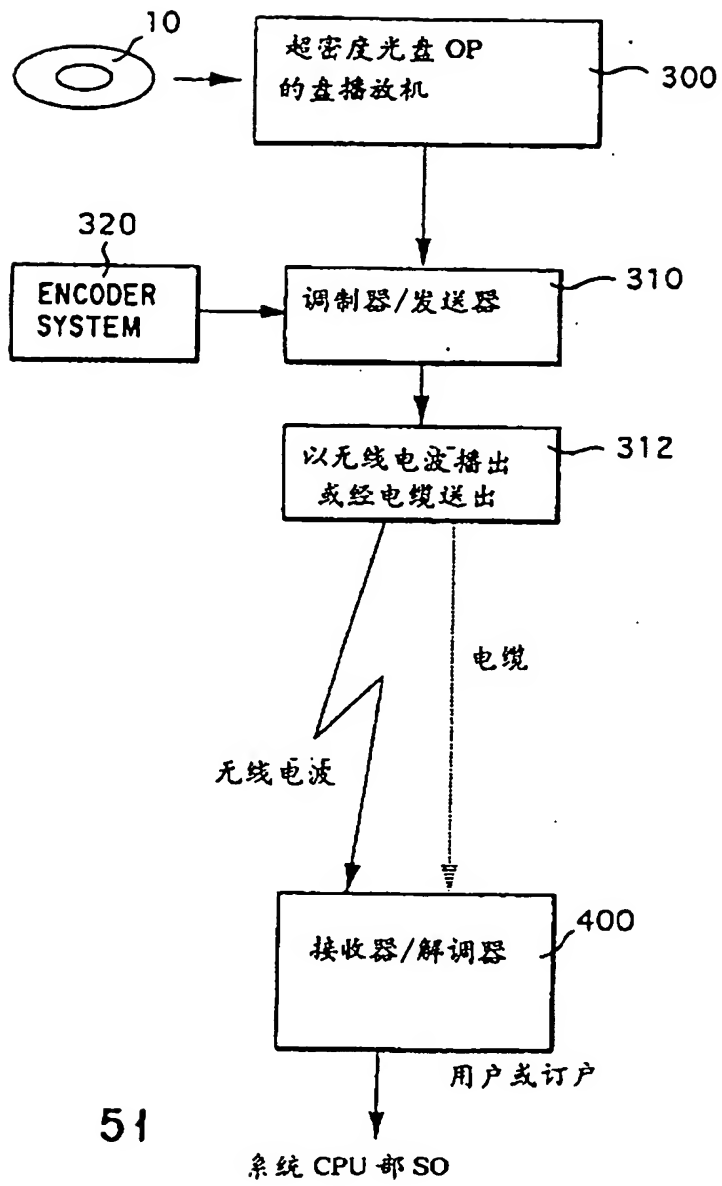 10
超密度光盘 OP
的盘播放机
300
320
ENCODER
SYSTEM
调制器/发送器
310
以无线电波播出
或经电缆送出
312
电缆
无线电波
接收器/解调器
400
用户或订户
51
系统 CPU 部 SO